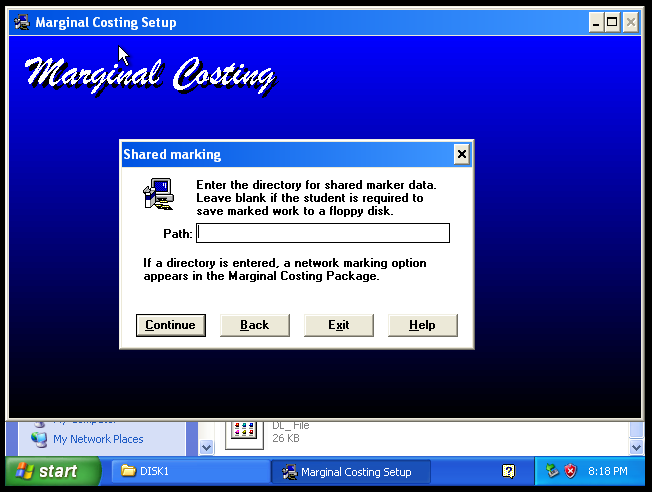 Marginal Costing Setup
Marginal Costing
Shared marking
Enter the directory for shared marker data.
Leave blank if the student is required to
save marked work to a floppy disk.
Path:
If a directory is entered, a network marking option
appears in the Marginal Costing Package.
Continue
Back
Exit
Help
My Computer
My Network Places
DL_ File
26 KB
start
DISK1
Marginal Costing Setup
8:18 PM